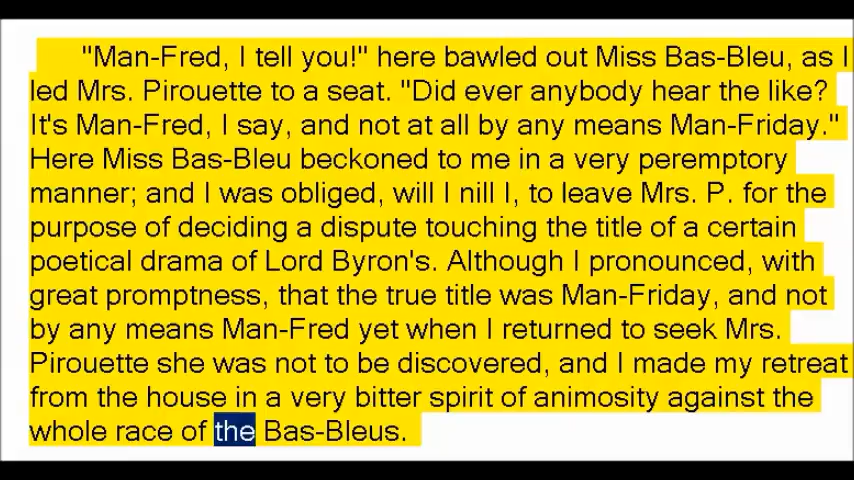 "Man-Fred, I tell you!" here bawled out Miss Bas-Bleu, as I
led Mrs. Pirouette to a seat. "Did ever anybody hear the like?
It's Man-Fred, I say, and not at all by any means Man-Friday."
Here Miss Bas-Bleu beckoned to me in a very peremptory
manner; and I was obliged, will I nill I, to leave Mrs. P. for the
purpose of deciding a dispute touching the title of a certain
poetical drama of Lord Byron's. Although I pronounced, with
great promptness, that the true title was Man-Friday, and not
by any means Man-Fred yet when I returned to seek Mrs.
Pirouette she was not to be discovered, and I made my retreat
from the house in a very bitter spirit of animosity against the
whole race of the Bas-Bleus.